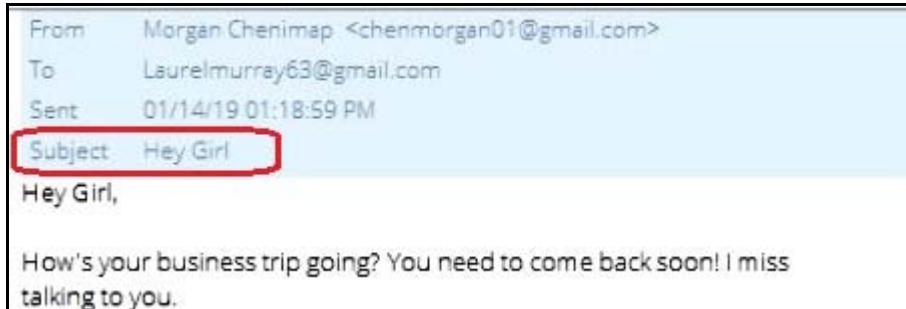 From Morgan Chenimap <chenmorgan01@gmail.com>
To Laurelmurray63@gmail.com
Sent 01/14/19 01:18:59 PM
Subject Hey Girl
Hey Girl,
How's your business trip going? You need to come back soon! I miss
talking to you.